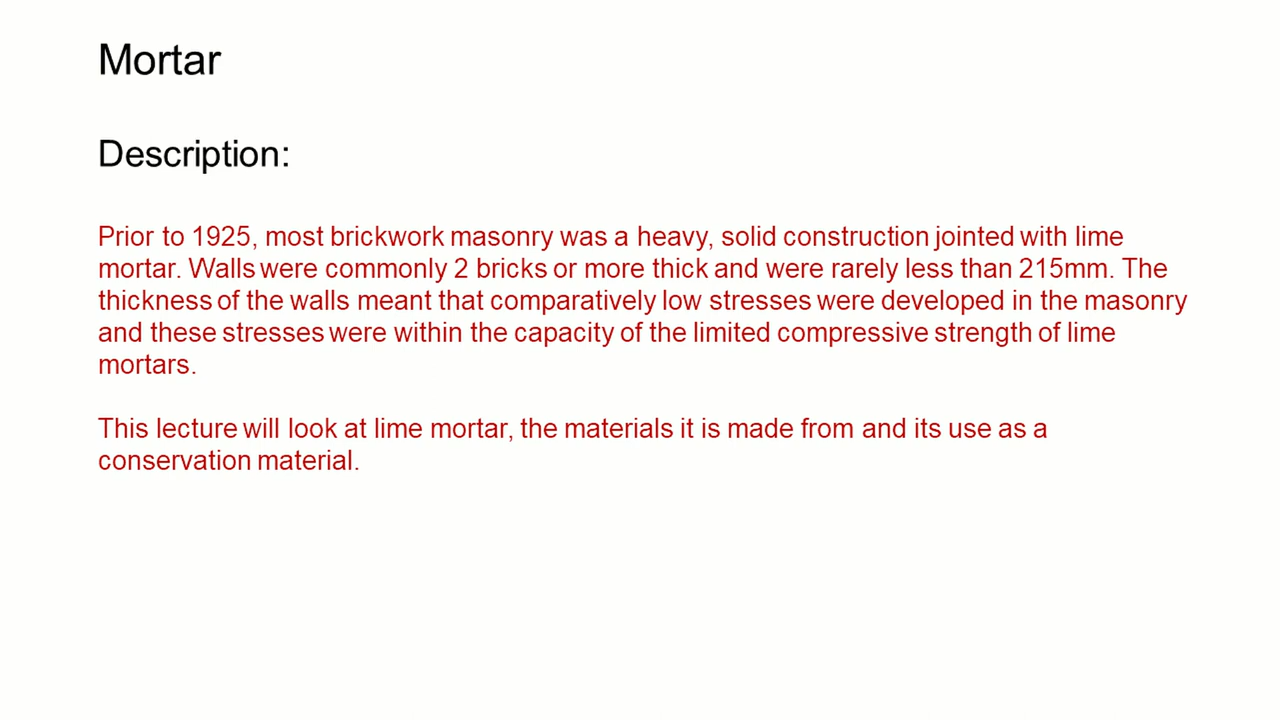 Mortar
Description:
Prior to 1925, most brickwork masonry was a heavy, solid construction jointed with lime
mortar. Walls were commonly 2 bricks or more thick and were rarely less than 215mm. The
thickness of the walls meant that comparatively low stresses were developed in the masonry
and these stresses were within the capacity of the limited compressive strength of lime
mortars.
This lecture will look at lime mortar, the materials it is made from and its use as a
conservation material.